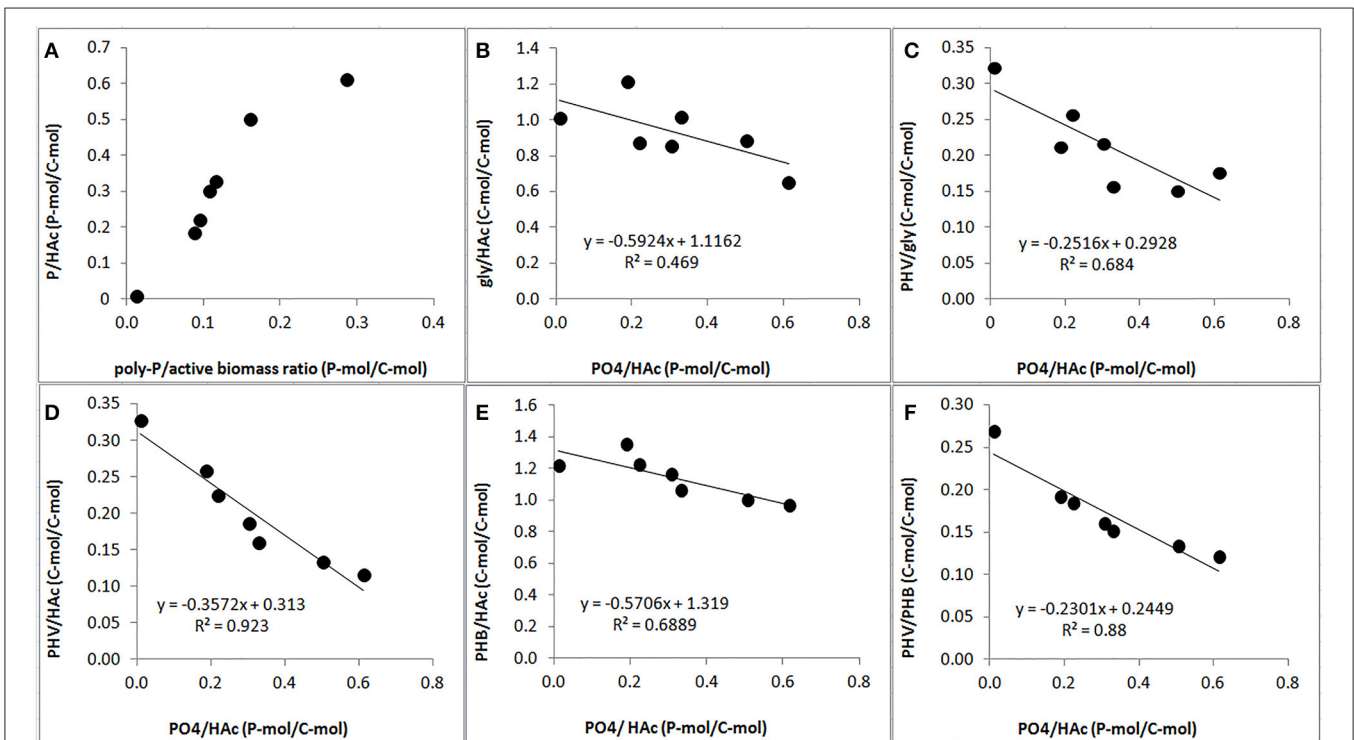 A
0.7
0.6
0.5
0.4
0.3
0.2
0.1
0
0.0 0.1 0.2 0.3 0.4
P/HAc (P-mol/C-mol)
poly-P/active biomass ratio (P-mol/C-mol)
B
1.4
1.2
1.0
0.8
0.6
0.4
0.2
0.0
0.0 0.2 0.4 0.6 0.8
gly/HAc (C-mol/C-mol)
y = -0.5924x + 1.1162
R² = 0.469
PO4/HAc (P-mol/C-mol)
C
0.35
0.30
0.25
0.20
0.15
0.10
0.05
0.00
0 0.2 0.4 0.6 0.8
PHV/gly (C-mol/C-mol)
y = -0.2516x + 0.2928
R² = 0.684
PO4/HAc (P-mol/C-mol)
D
0.35
0.30
0.25
0.20
0.15
0.10
0.05
0.00
0.0 0.2 0.4 0.6 0.8
PHV/HAc (C-mol/C-mol)
y = -0.3572x + 0.313
R² = 0.923
PO4/HAc (P-mol/C-mol)
E
1.6
1.4
1.2
1.0
0.8
0.6
0.4
0.2
0.0
0.0 0.2 0.4 0.6 0.8
PHB/HAc (C-mol/C-mol)
y = -0.5706x + 1.319
R² = 0.6889
PO4/ HAc (P-mol/C-mol)
F
0.30
0.25
0.20
0.15
0.10
0.05
0.00
0.0 0.2 0.4 0.6 0.8
PHV/PHB (C-mol/C-mol)
y = -0.2301x + 0.2449
R² = 0.88
PO4/HAc (P-mol/C-mol)